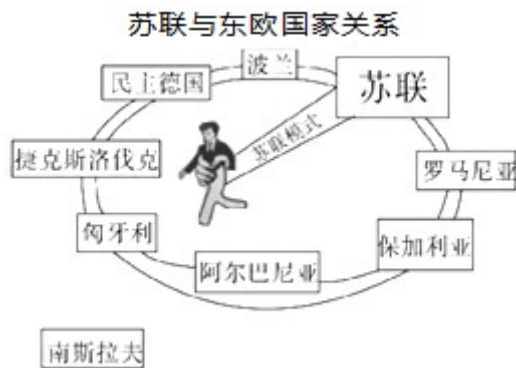 苏联与东欧国家关系
波兰
民主德国
苏联
苏联模式
捷克斯洛伐克
罗马尼亚
匈牙利
保加利亚
阿尔巴尼亚
南斯拉夫